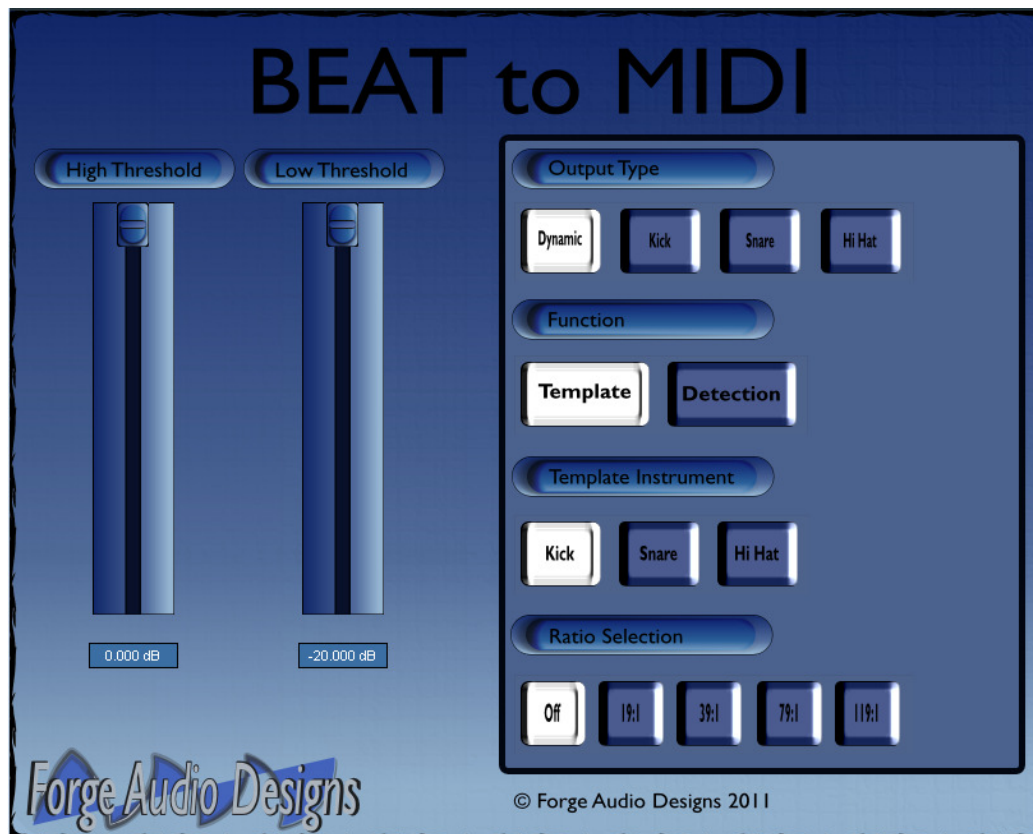 BEAT to MIDI
High Threshold
Low Threshold
0.000 dB
-20.000 dB
Output Type
Dynamic Kick Snare Hi Hat
Function
Template Detection
Template Instrument
Kick Snare Hi Hat
Ratio Selection
Off 19:1 39:1 79:1 119:1
Forge Audio Designs
© Forge Audio Designs 2011